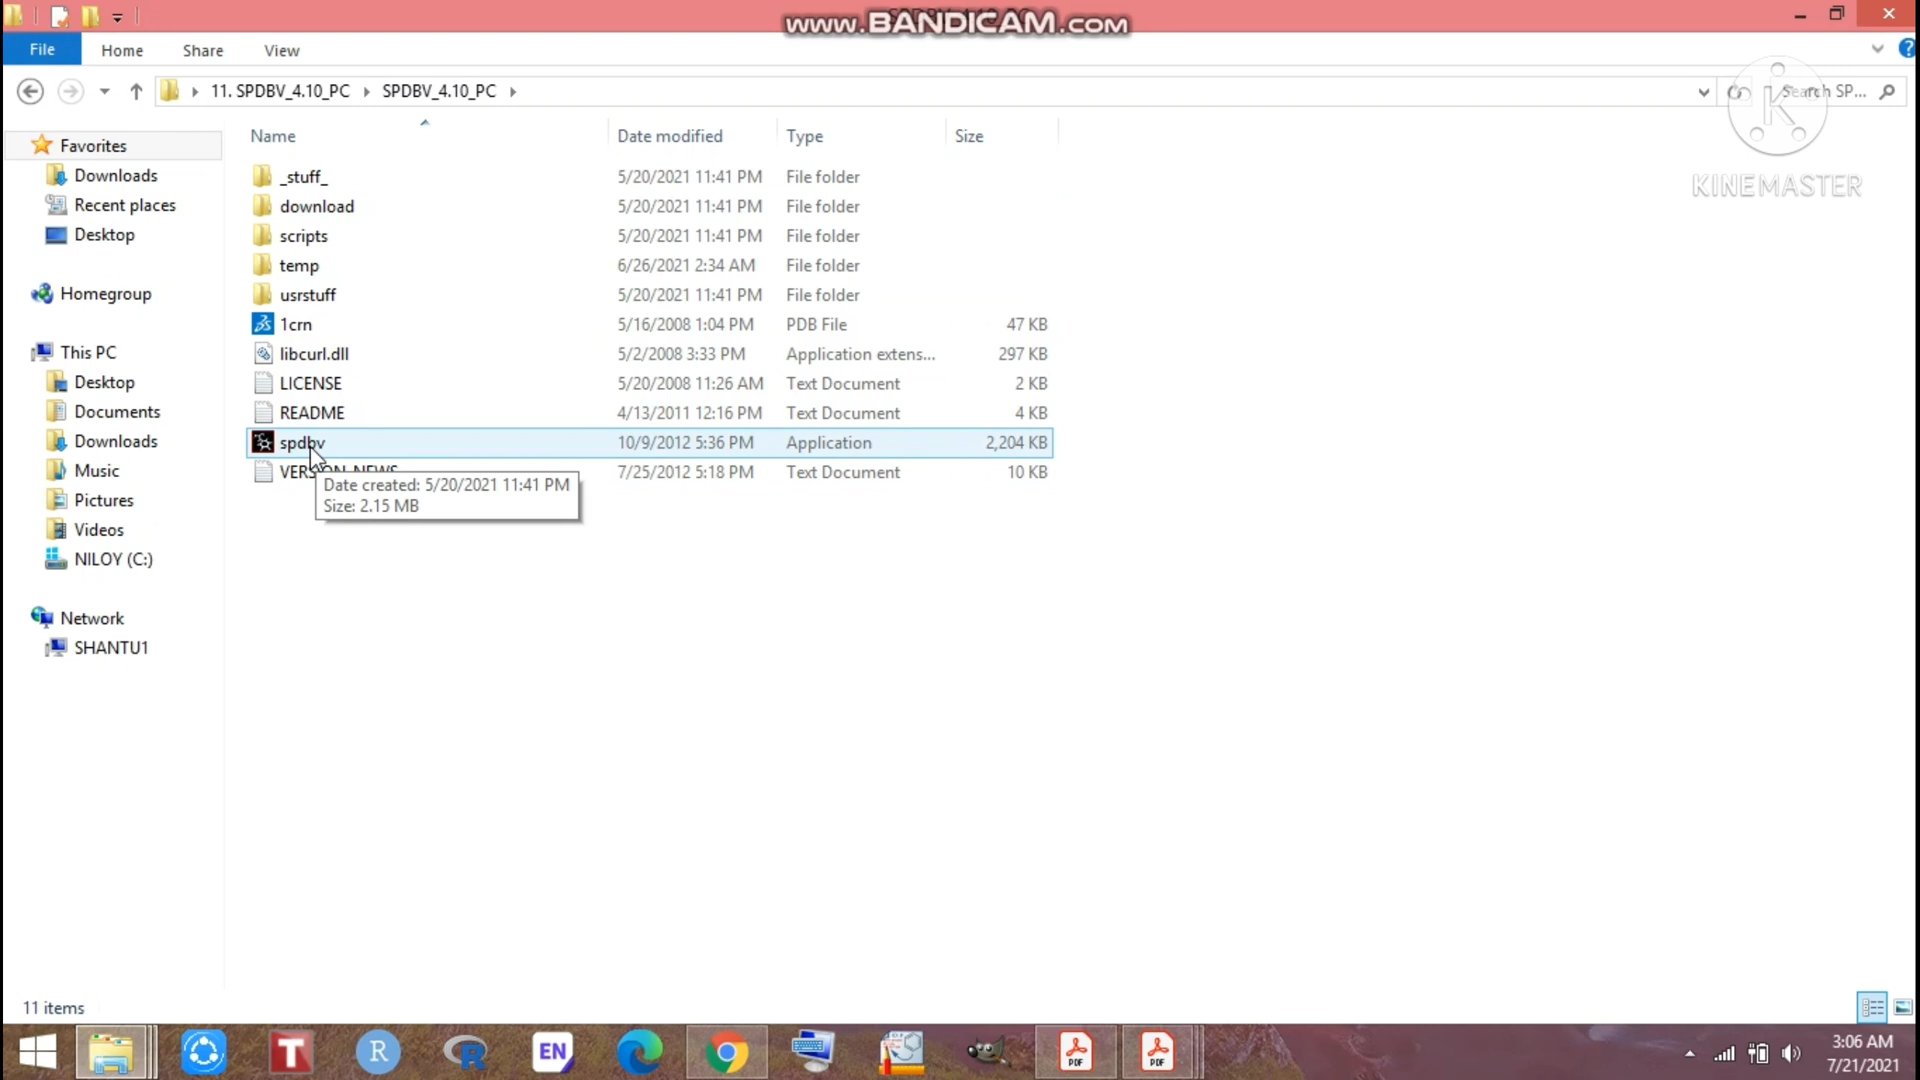 www.BANDICAM.com
File Home Share View
11. SPDBV_4.10_PC SPDBV_4.10_PC
Search SP...
KINEMASTER
Name Date modified Type Size
_stuff_ 5/20/2021 11:41 PM File folder
download 5/20/2021 11:41 PM File folder
scripts 5/20/2021 11:41 PM File folder
temp 6/26/2021 2:34 AM File folder
usrstuff 5/20/2021 11:41 PM File folder
1crn 5/16/2008 1:04 PM PDB File 47 KB
libcurl.dll 5/2/2008 3:33 PM Application extens... 297 KB
LICENSE 5/20/2008 11:26 AM Text Document 2 KB
README 4/13/2011 12:16 PM Text Document 4 KB
spdbv 10/9/2012 5:36 PM Application 2,204 KB
VERSION_NEWS 7/25/2012 5:18 PM Text Document 10 KB
Date created: 5/20/2021 11:41 PM
Size: 2.15 MB
Favorites
Downloads
Recent places
Desktop
Homegroup
This PC
Desktop
Documents
Downloads
Music
Pictures
Videos
NILOY (C:)
Network
SHANTU1
11 items
T R R EN PDF PDF
3:06 AM
7/21/2021